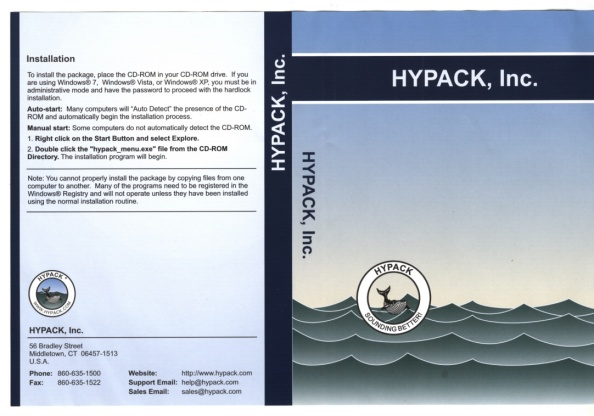 Installation
To install the package, place the CD-ROM in your CD-ROM drive. If you
are using Windows® 7, Windows® Vista, or Windows® XP, you must be in
administrative mode and have the password to proceed with the hardlock
installation.
Auto-start: Many computers will "Auto Detect" the presence of the CD-
ROM and automatically begin the installation process.
Manual start: Some computers do not automatically detect the CD-ROM.
1. Right click on the Start Button and select Explore.
2. Double click the "hypack_menu.exe" file from the CD-ROM
Directory. The installation program will begin.
Note: You cannot properly install the package by copying files from one
computer to another. Many of the programs need to be registered in the
Windows® Registry and will not operate unless they have been installed
using the normal installation routine.
HYPACK®
WWW.HYPACK.COM
HYPACK, Inc.
56 Bradley Street
Middletown, CT 06457-1513
U.S.A.
Phone: 860-635-1500
Fax: 860-635-1522
Website: http://www.hypack.com
Support Email: help@hypack.com
Sales Email: sales@hypack.com
HYPACK, Inc.
HYPACK, Inc.
HYPACK, Inc.
HYPACK
SOUNDING BETTER!